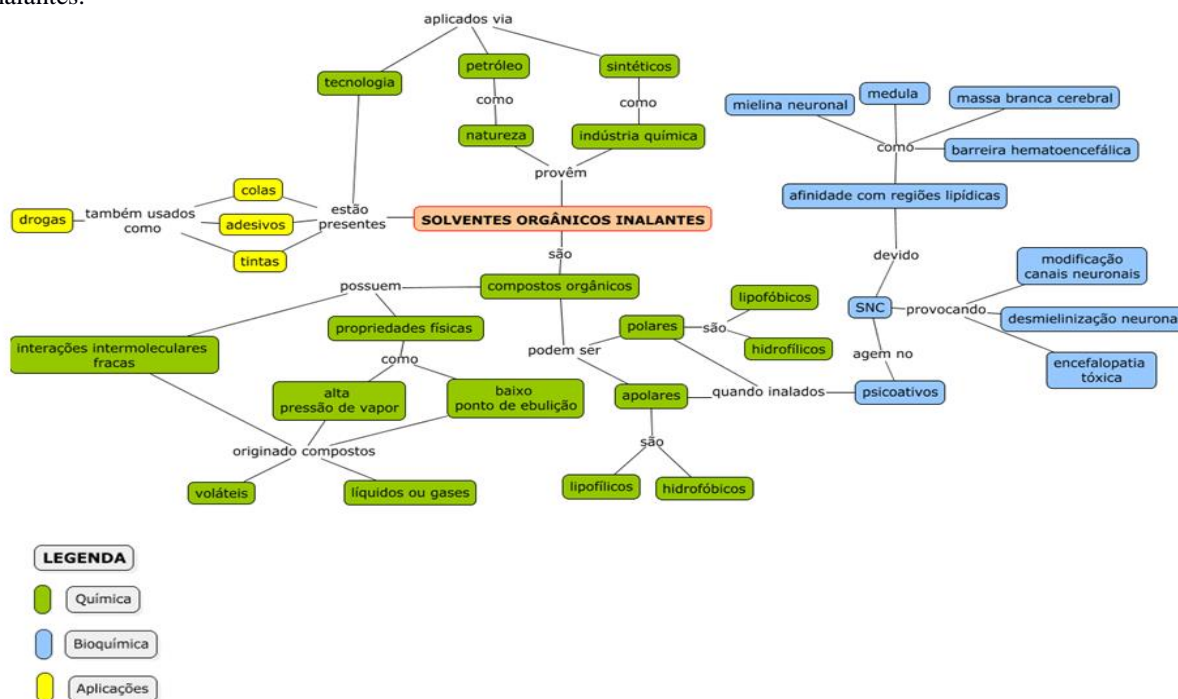 aplicados via
tecnologia
petróleo
sintéticos
como
como
natureza
indústria química
provêm
mielina neuronal
medula
massa branca cerebral
como
barreira hematoencefálica
afinidade com regiões lipídicas
devido
drogas
também usados
como
colas
adesivos
tintas
estão
presentes
SOLVENTES ORGÂNICOS INALANTES
são
compostos orgânicos
possuem
propriedades físicas
como
interações intermoleculares
fracas
alta
pressão de vapor
baixo
ponto de ebulição
originado compostos
voláteis
líquidos ou gases
podem ser
polares
são
lipofóbicos
hidrofílicos
apolares
quando inalados
são
lipofílicos
hidrofóbicos
psicoativos
agem no
SNC
provocando
modificação
canais neuronais
desmielinização neurona
encefalopatia
tóxica
LEGENDA
Química
Bioquímica
Aplicações